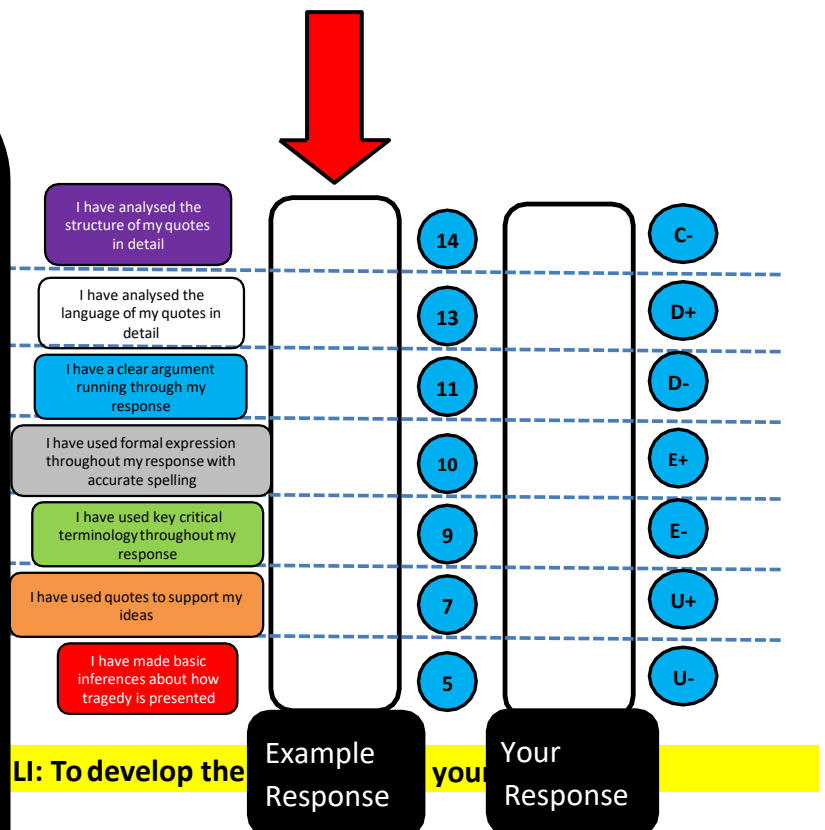 I have analysed the
structure of my quotes
in detail
14
C-
I have analysed the
language of my quotes in
detail
13
D+
I have a clear argument
running through my
response
11
D-
I have used formal expression
throughout my response with
accurate spelling
10
E+
I have used key critical
terminology throughout my
response
9
E-
I have used quotes to support my
ideas
7
U+
I have made basic
inferences about how
tragedy is presented
5
U-
LI: To develop the
Example
Response
your
Your
Response